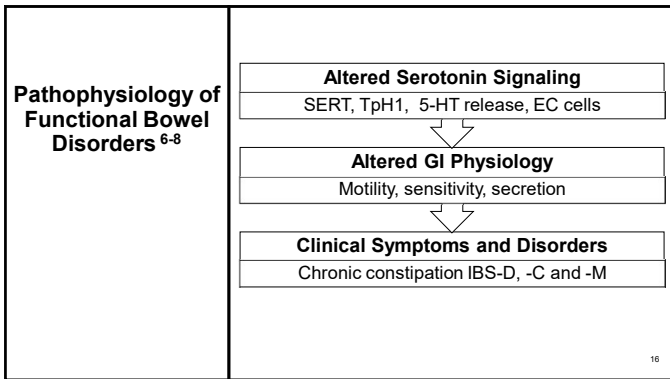 Pathophysiology of
Functional Bowel
Disorders 6-8
Altered Serotonin Signaling
SERT, TpH1, 5-HT release, EC cells
Altered GI Physiology
Motility, sensitivity, secretion
Clinical Symptoms and Disorders
Chronic constipation IBS-D, -C and -M
16